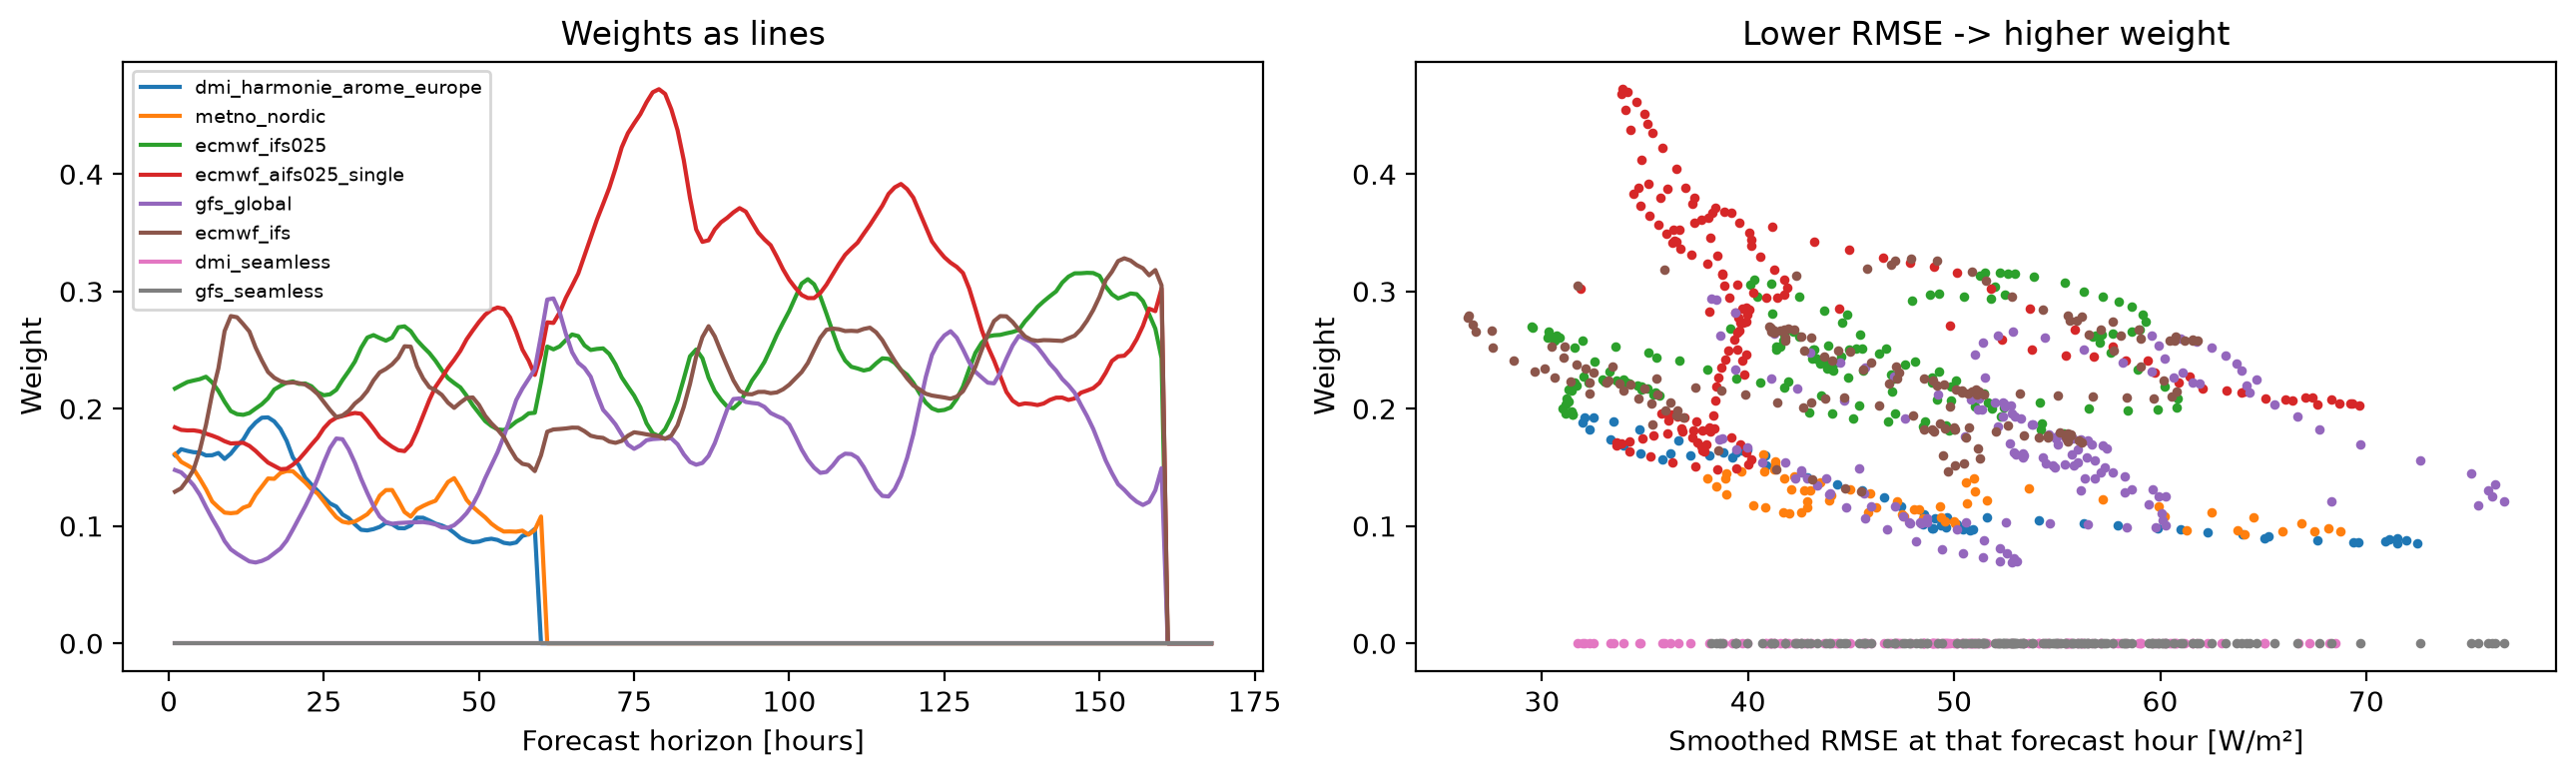 Weights as lines
dmi_harmonie_arome_europe
metno_nordic
ecmwf_ifs025
ecmwf_aifs025_single
gfs_global
ecmwf_ifs
dmi_seamless
gfs_seamless
0.4
0.3
0.2
0.1
0.0
Weight
0 25 50 75 100 125 150 175
Forecast horizon [hours]
Lower RMSE -> higher weight
0.4
0.3
0.2
0.1
0.0
Weight
30 40 50 60 70
Smoothed RMSE at that forecast hour [W/m²]